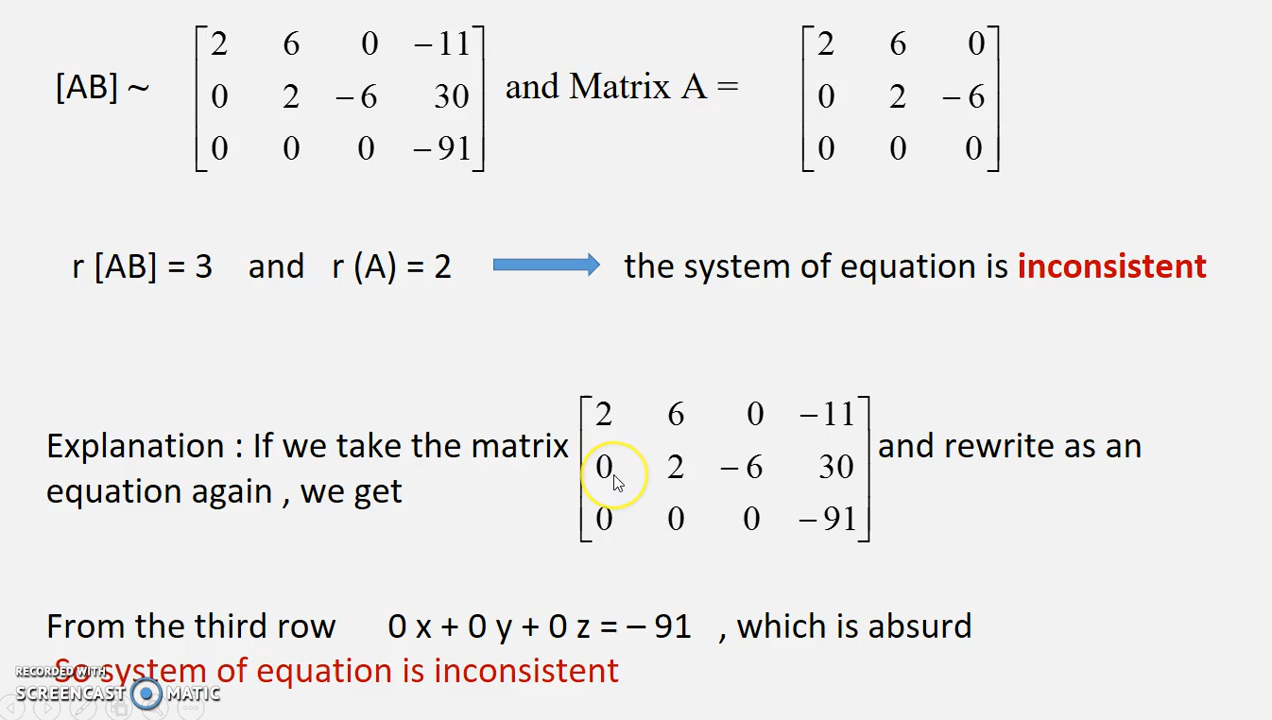 [AB] ~ [2 6 0 −11; 0 2 −6 30; 0 0 0 −91] and Matrix A = [2 6 0; 0 2 −6; 0 0 0]
r [AB] = 3 and r (A) = 2 the system of equation is inconsistent
Explanation : If we take the matrix [2 6 0 −11; 0 2 −6 30; 0 0 0 −91] and rewrite as an
equation again , we get
From the third row 0 x + 0 y + 0 z = – 91 , which is absurd
So system of equation is inconsistent
RECORDED WITH
SCREENCAST MATIC